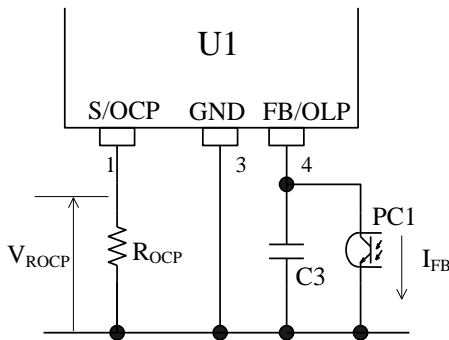 U1
S/OCP GND FB/OLP
1 3 4
PC1
VROCP ROCP C3 IFB